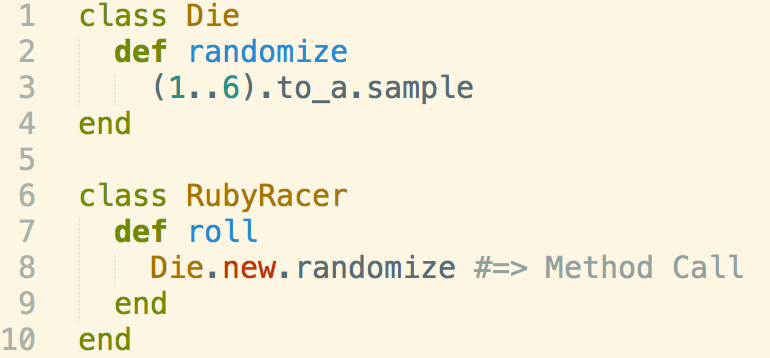 1 class Die
2   def randomize
3     (1..6).to_a.sample
4 end
5
6 class RubyRacer
7   def roll
8     Die.new.randomize #=> Method Call
9   end
10 end